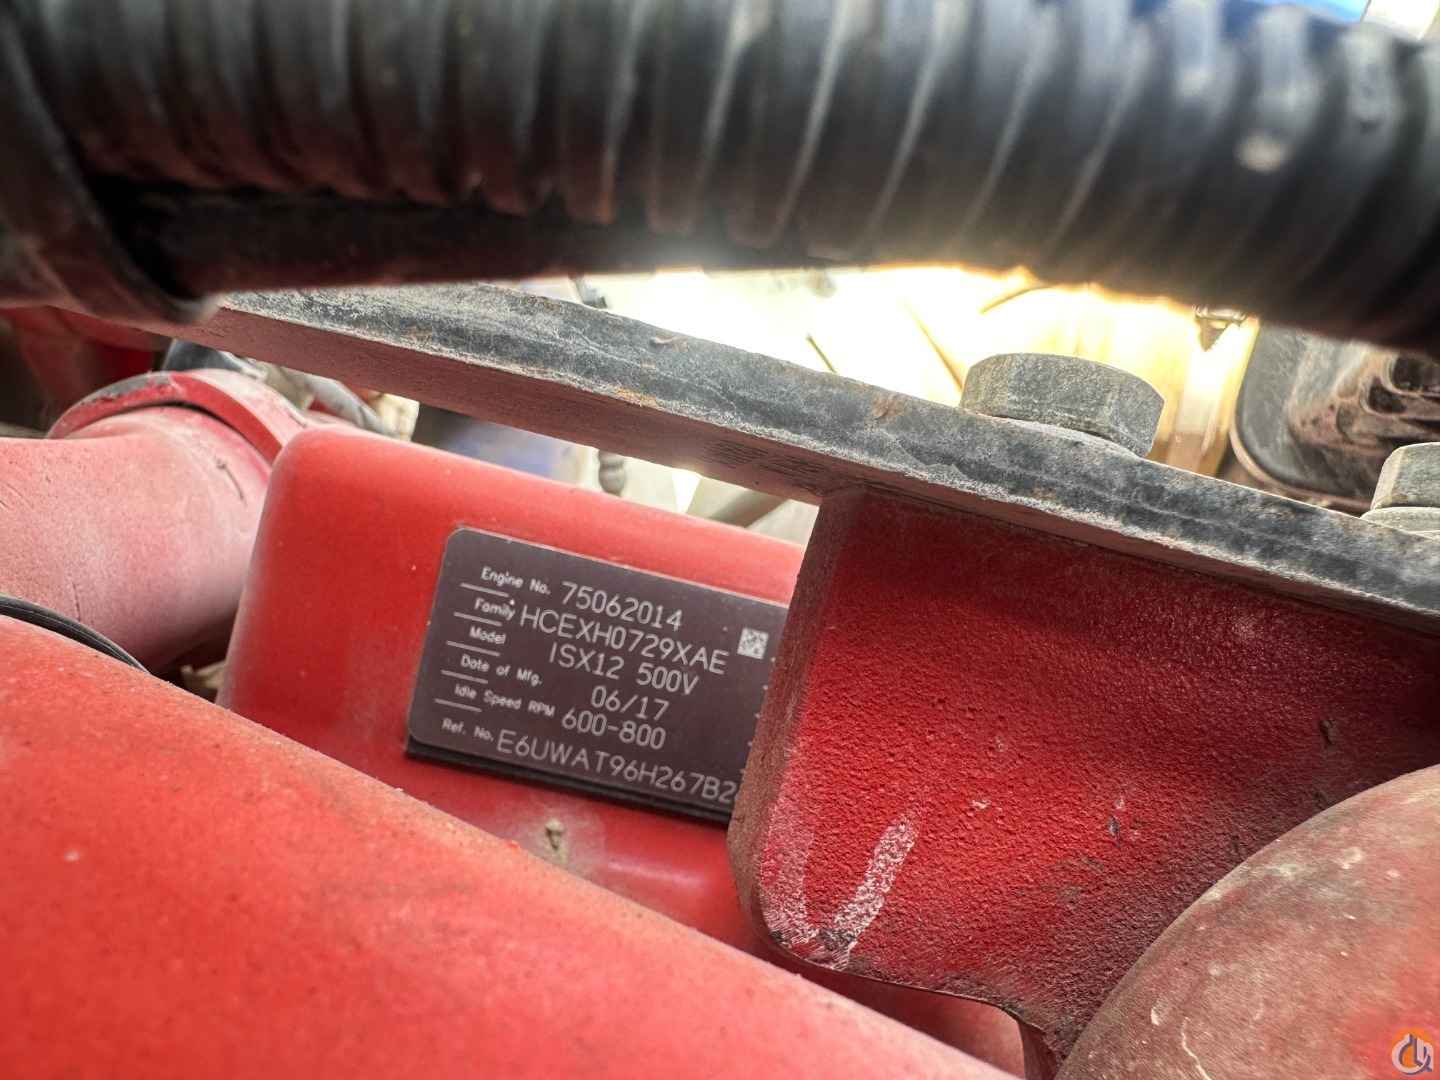 Engine No. 75062014
Family HCEXH0729XAE
Model ISX12 500V
Date of Mfg. 06/17
Idle Speed RPM 600-800
Ref. No. E6UWAT96H267B2